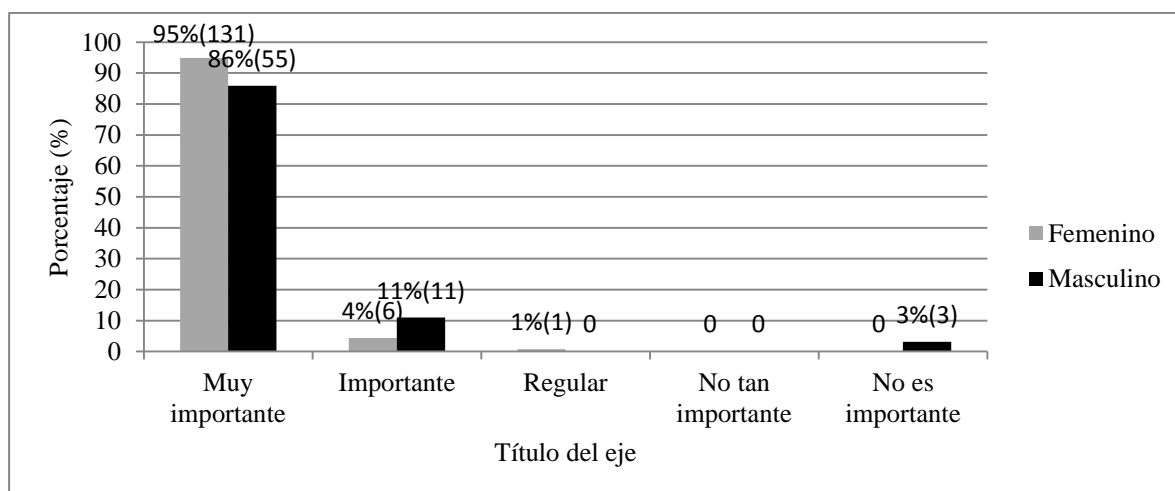 95%(131)
100
86%(55)
90
80
70
60
50
40
30
20
10
0
Porcentaje (%)
4%(6)
11%(11)
1%(1)
0
0
0
0
3%(3)
Muy
importante
Importante
Regular
No tan
importante
No es
importante
Título del eje
Femenino
Masculino